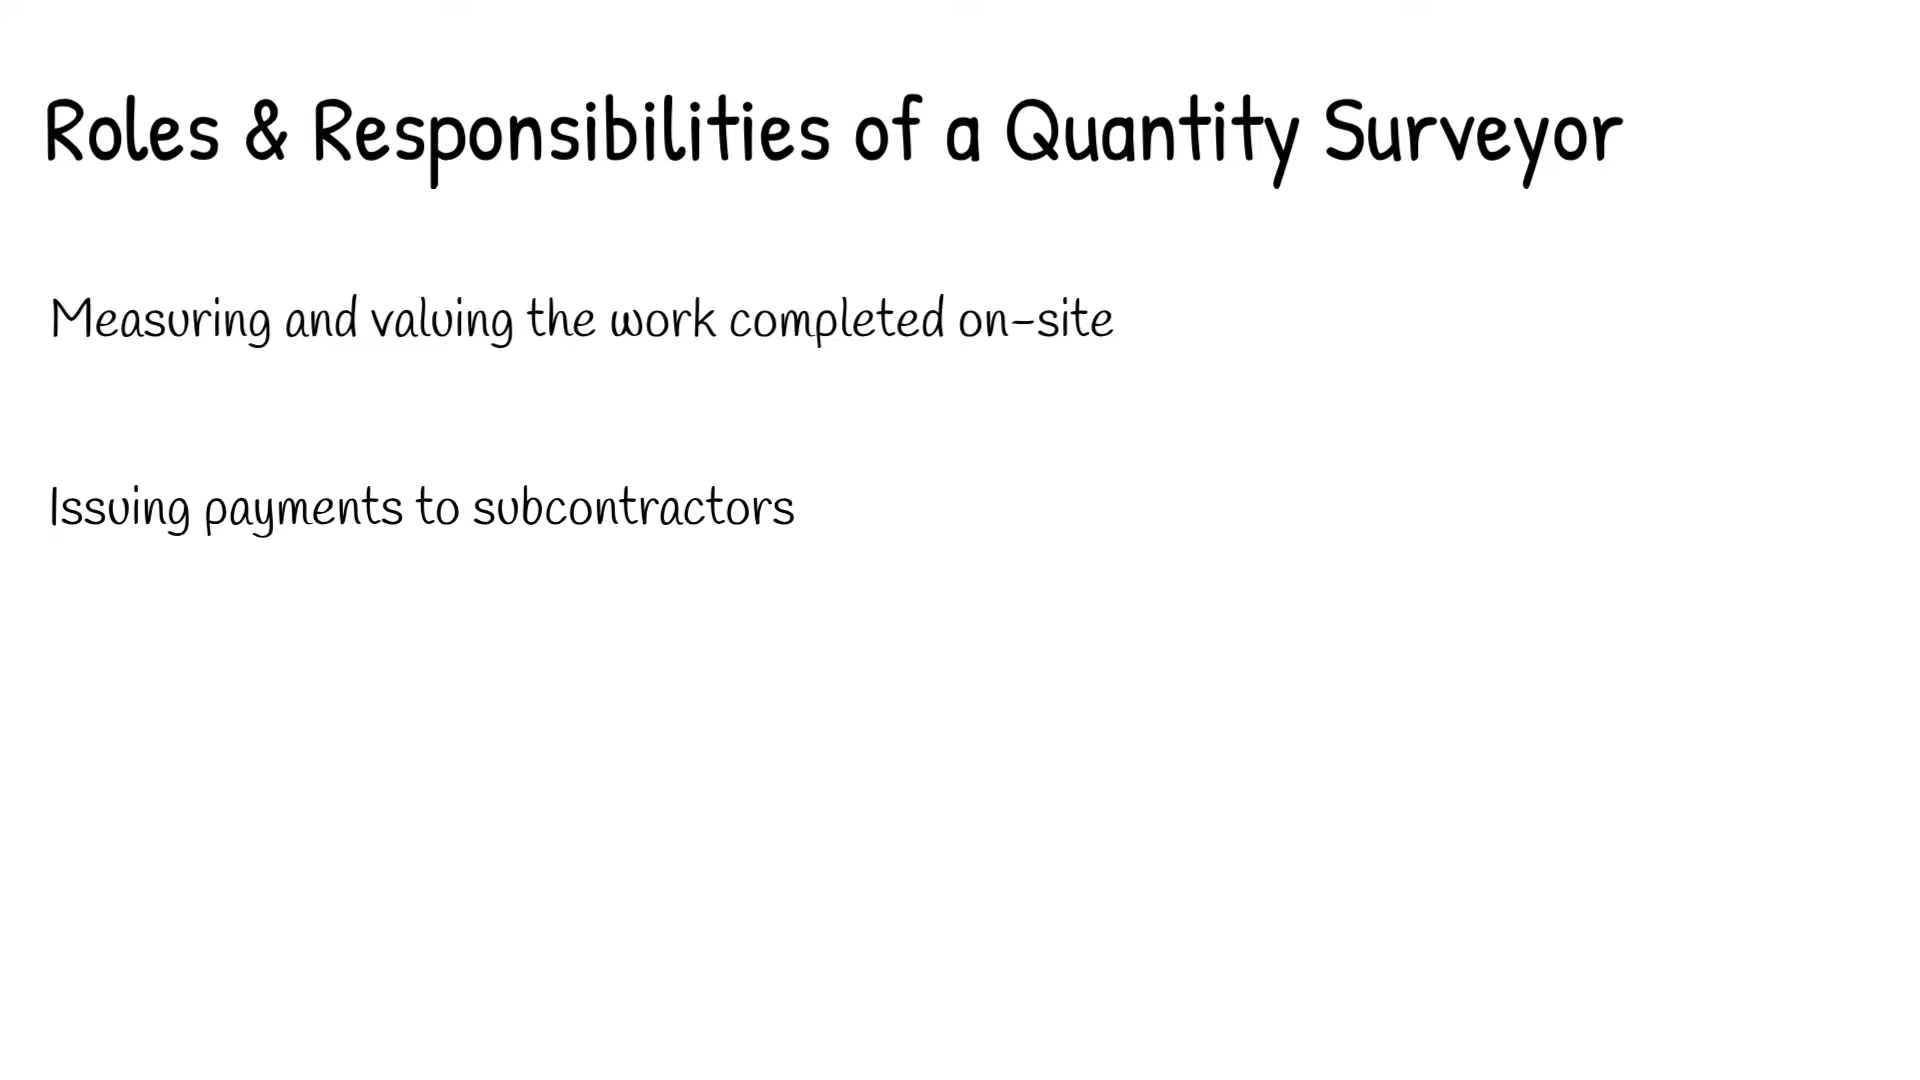 Roles & Responsibilities of a Quantity Surveyor
Measuring and valuing the work completed on-site
Issuing payments to subcontractors